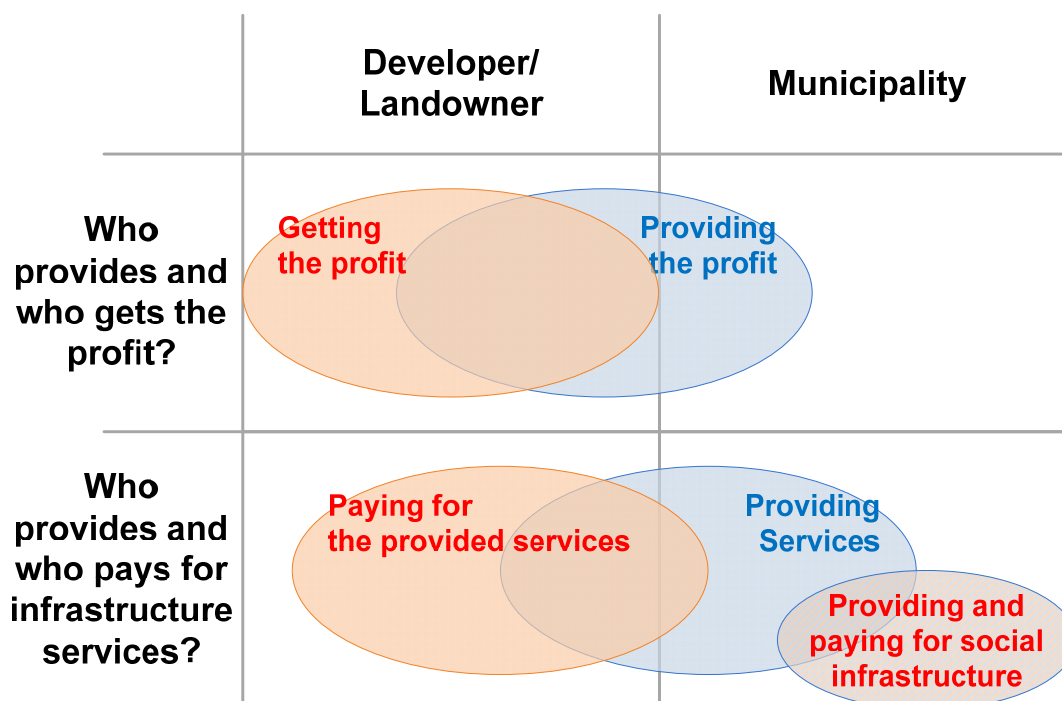 Developer/
Landowner
Municipality
Who
provides and
who gets the
profit?
Getting
the profit
Providing
the profit
Who
provides and
who pays for
infrastructure
services?
Paying for
the provided services
Providing
Services
Providing and
paying for social
infrastructure